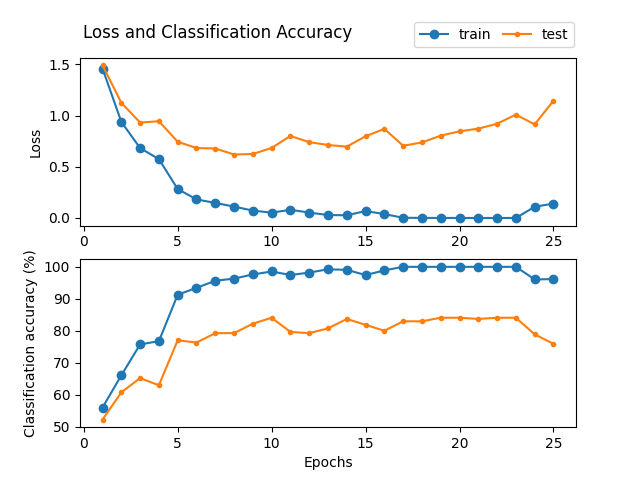 Loss and Classification Accuracy
train test
1.5
1.0
0.5
0.0
Loss
0 5 10 15 20 25
100
90
80
70
60
50
Classification accuracy (%)
0 5 10 15 20 25
Epochs